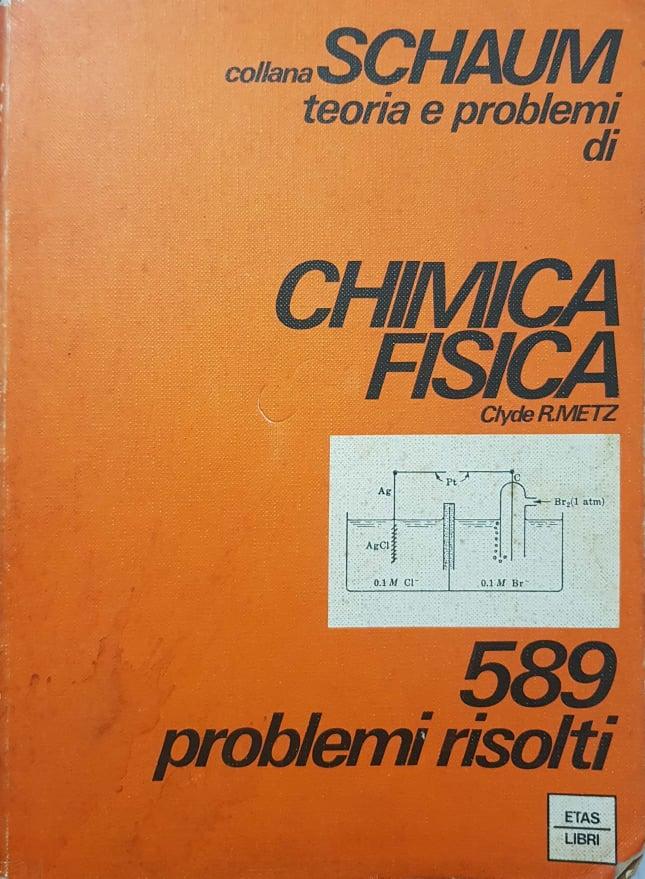 collana SCHAUM
teoria e problemi
di
CHIMICA
FISICA
Clyde R.METZ
Pt
C
Ag
Br₂(1 atm)
AgCl
0.1 M Cl⁻
0.1 M Br⁻
589
problemi risolti
ETAS
LIBRI